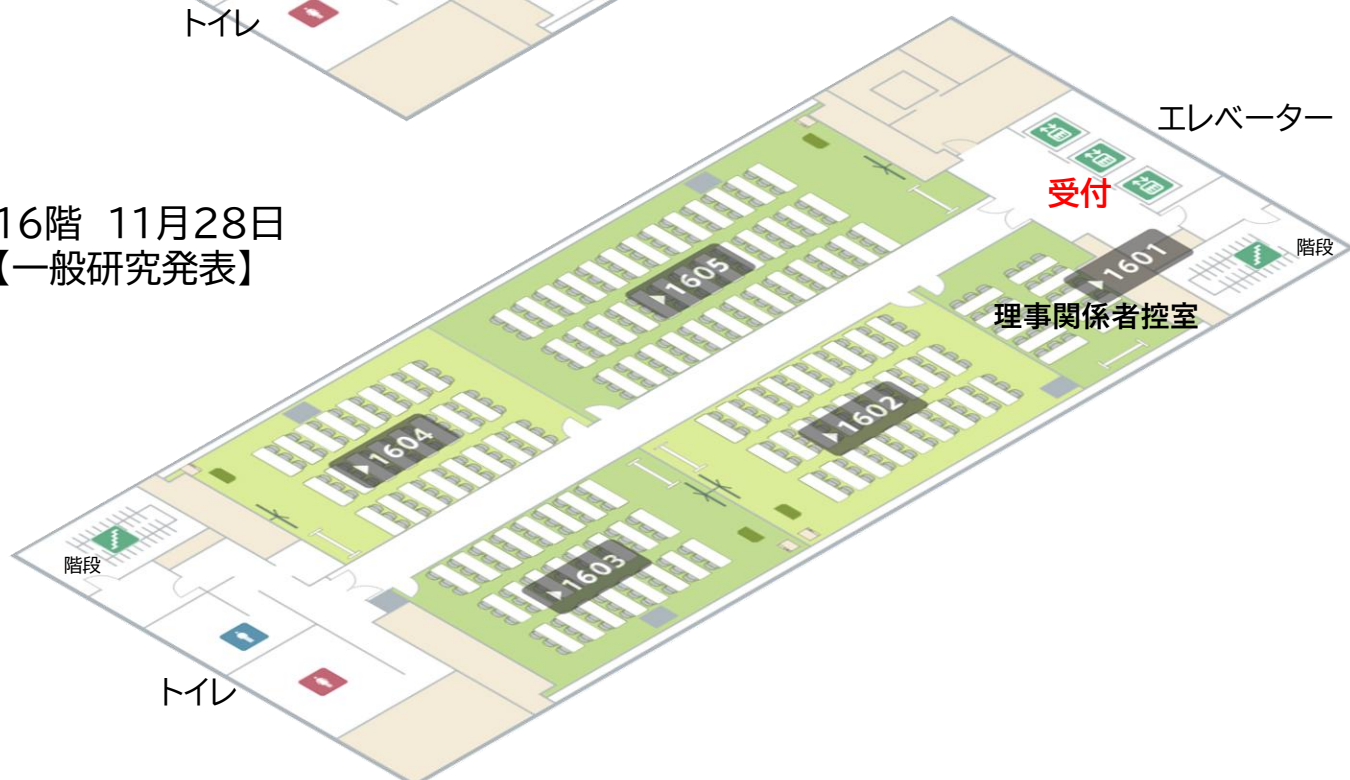 トイレ
エレベーター
受付
16階 11月28日
【一般研究発表】
階段
▶1601
▶1605
理事関係者控室
▶1602
▶1604
階段
▶1603
トイレ